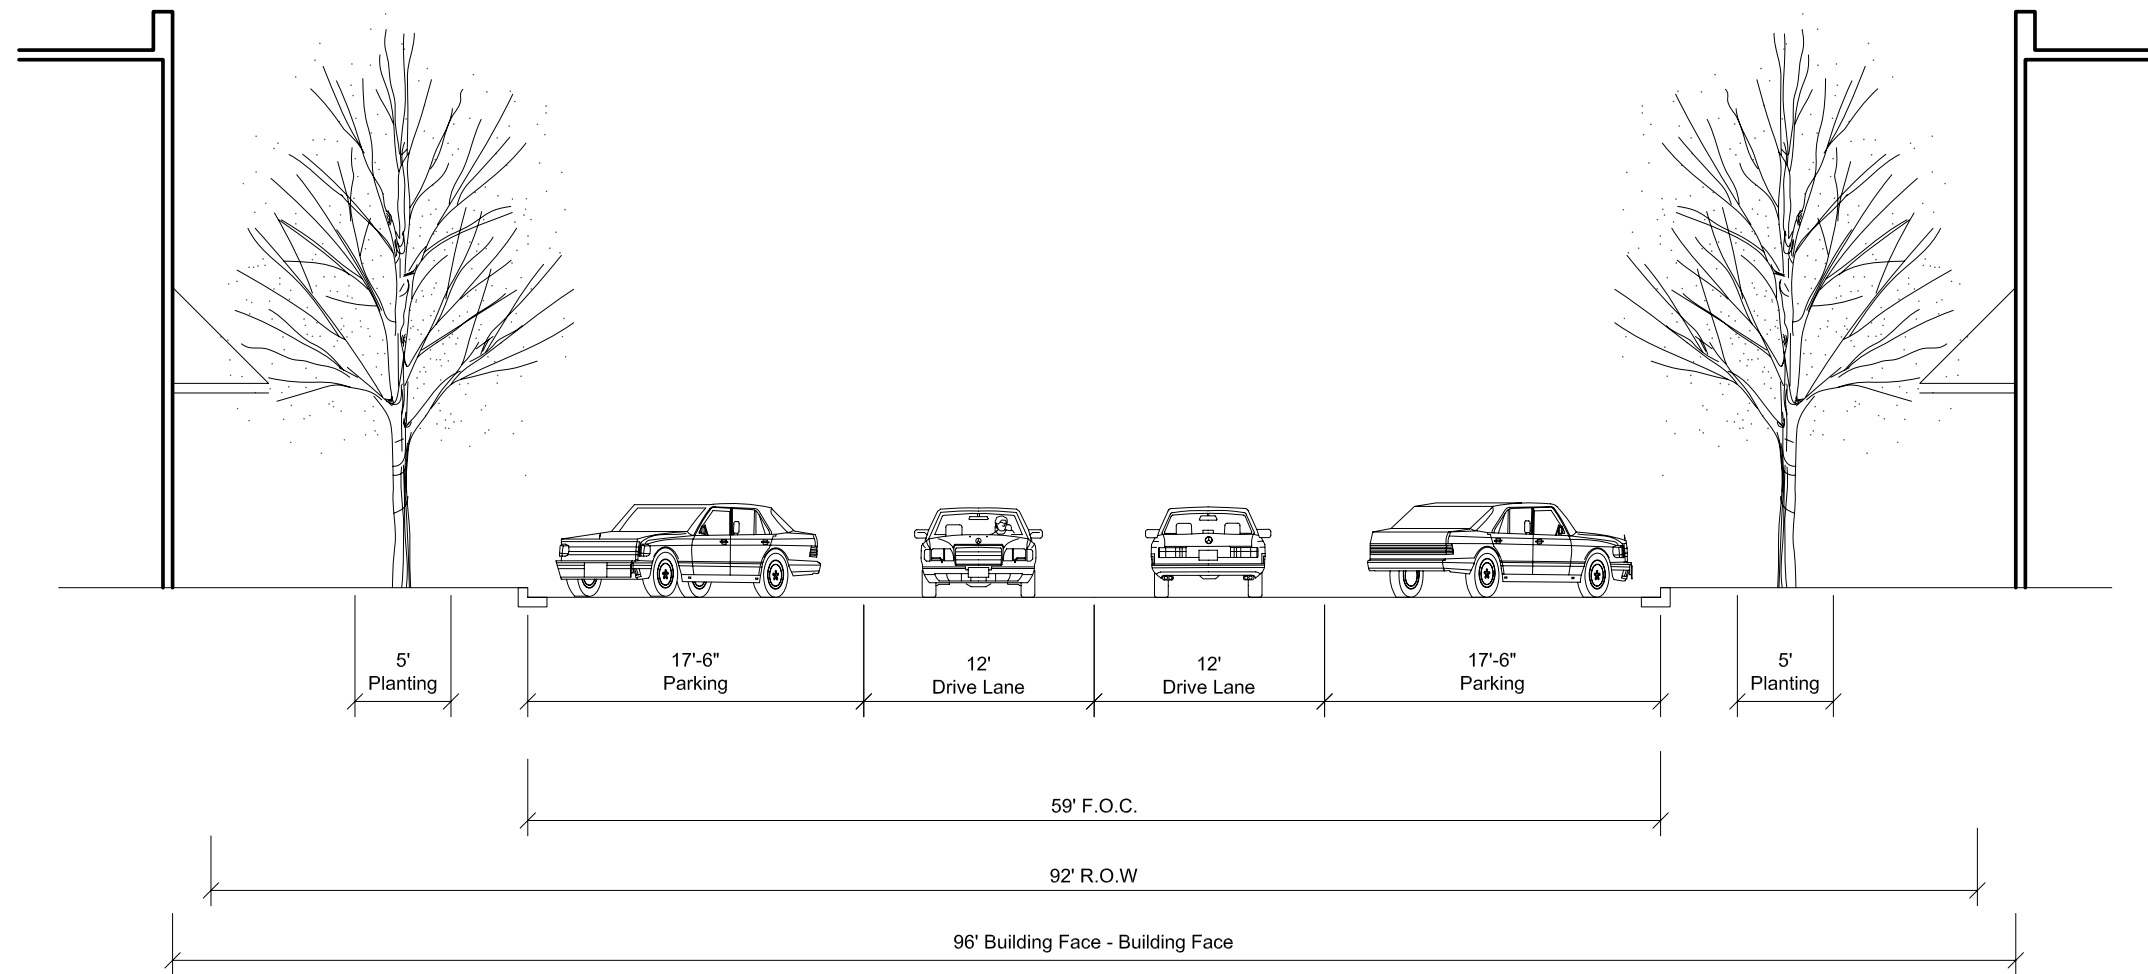 5'
Planting
17'-6"
Parking
12'
Drive Lane
12'
Drive Lane
17'-6"
Parking
5'
Planting
59' F.O.C.
92' R.O.W
96' Building Face - Building Face